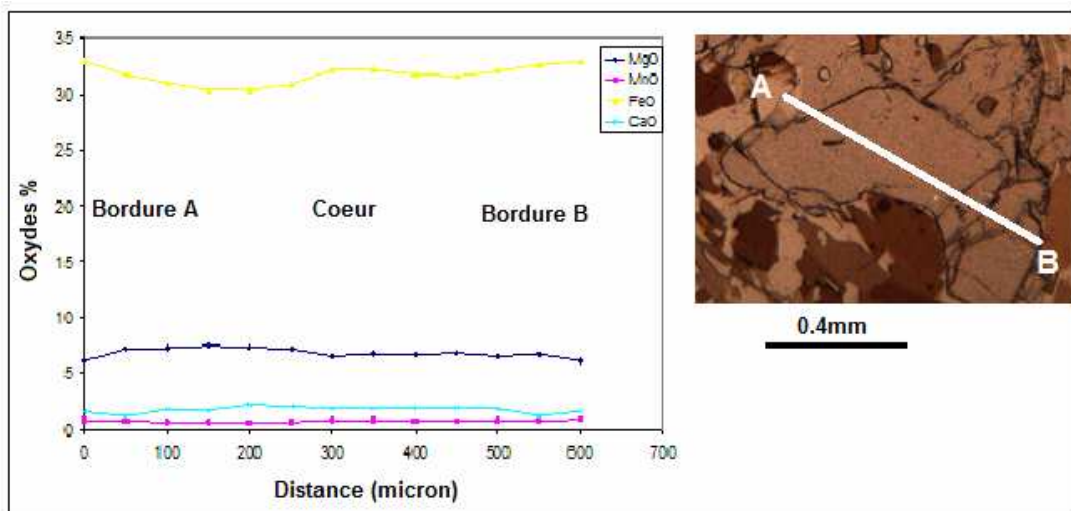 35
30
25
20
15
10
5
0
0 100 200 300 400 500 600 700
Oxydes %
Distance (micron)
Bordure A
Coeur
Bordure B
MgO
MnO
FeO
CaO
A
B
0.4mm